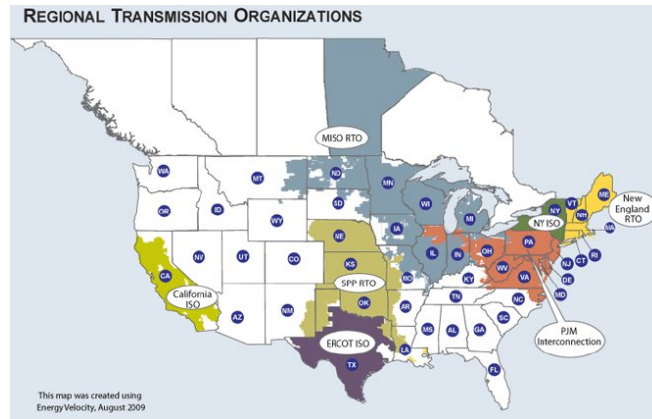 REGIONAL TRANSMISSION ORGANIZATIONS
MISO RTO
WA
MT
ND
MN
OR
ID
SD
WI
MI
WY
IA
NE
NY
VT
ME
NH
New England
RTO
MA
NY ISO
NV
UT
CO
KS
IL
IN
OH
PA
RI
CT
NJ
DE
MD
CA
California
ISO
SPP RTO
MO
KY
WV
VA
AZ
NM
OK
AR
TN
NC
SC
PJM
Interconnection
ERCOT ISO
TX
LA
MS
AL
GA
FL
This map was created using
Energy Velocity, August 2009